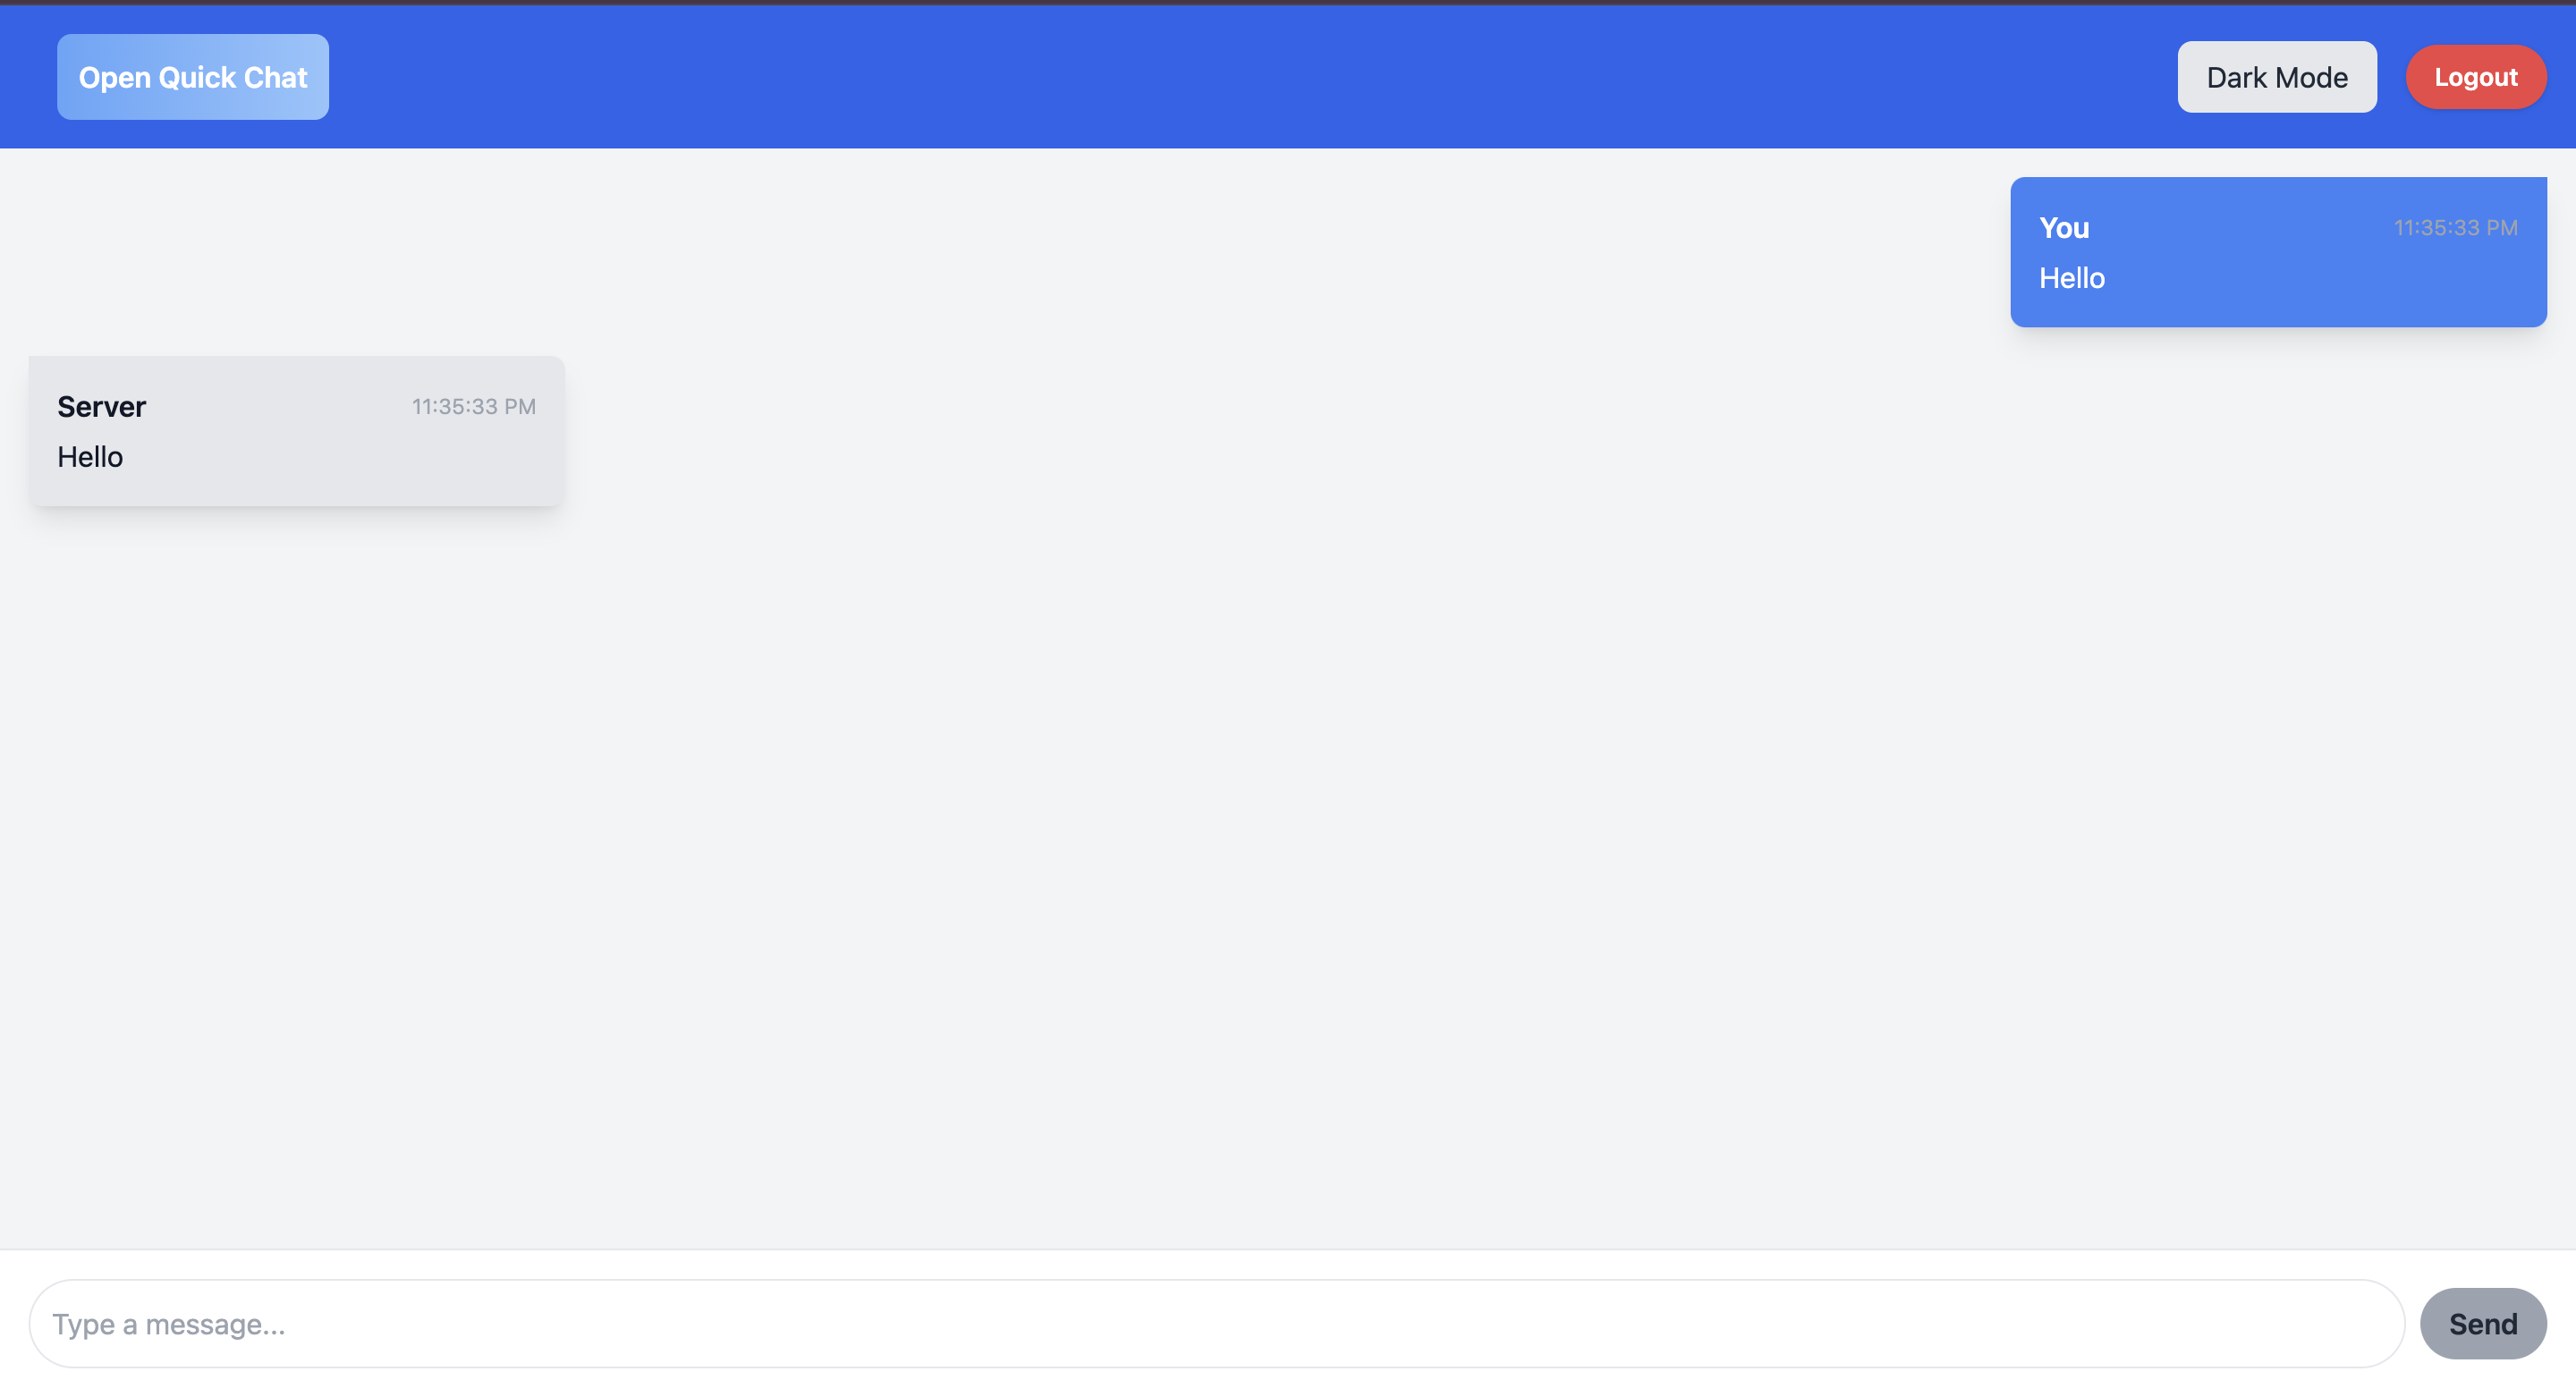 Open Quick Chat
Dark Mode
Logout
You
11:35:33 PM
Hello
Server
11:35:33 PM
Hello
Type a message...
Send